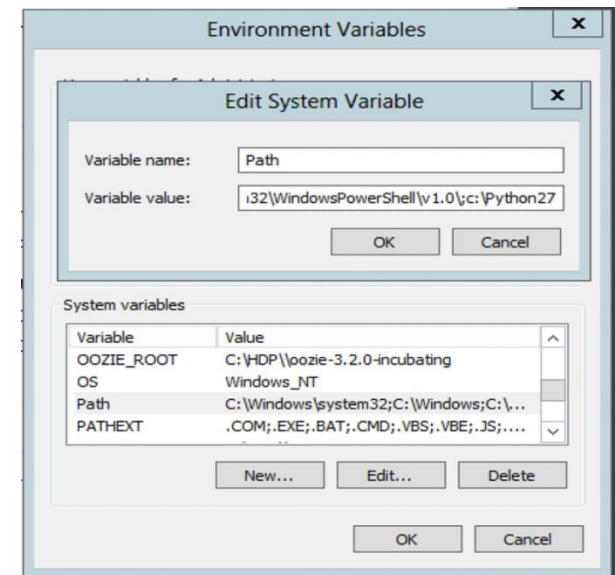 Environment Variables
x
Edit System Variable
x
Variable name:
Path
Variable value:
32\WindowsPowerShell\v1.0\;c:\Python27
OK
Cancel
System variables
Variable
Value
OOZIE_ROOT
C:\HDP\\oozie-3.2.0-incubating
OS
Windows_NT
Path
C:\Windows\system32;C:\Windows;C:\...
PATHEXT
.COM;.EXE;.BAT;.CMD;.VBS;.VBE;.JS;....
New...
Edit...
Delete
OK
Cancel